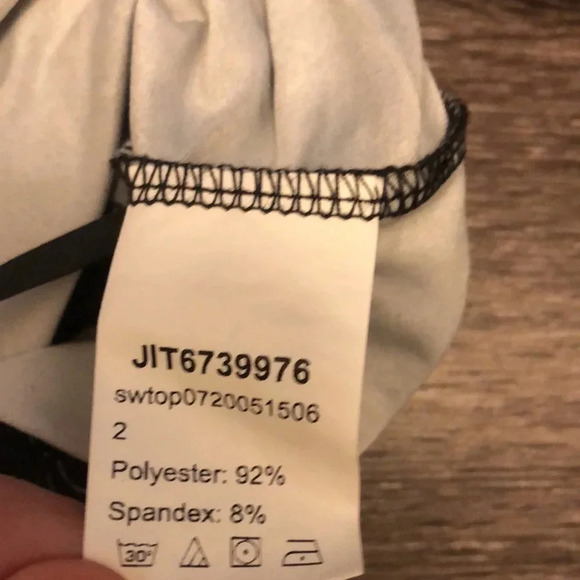 JIT6739976
swtop0720051506
2
Polyester: 92%
Spandex: 8%
30°